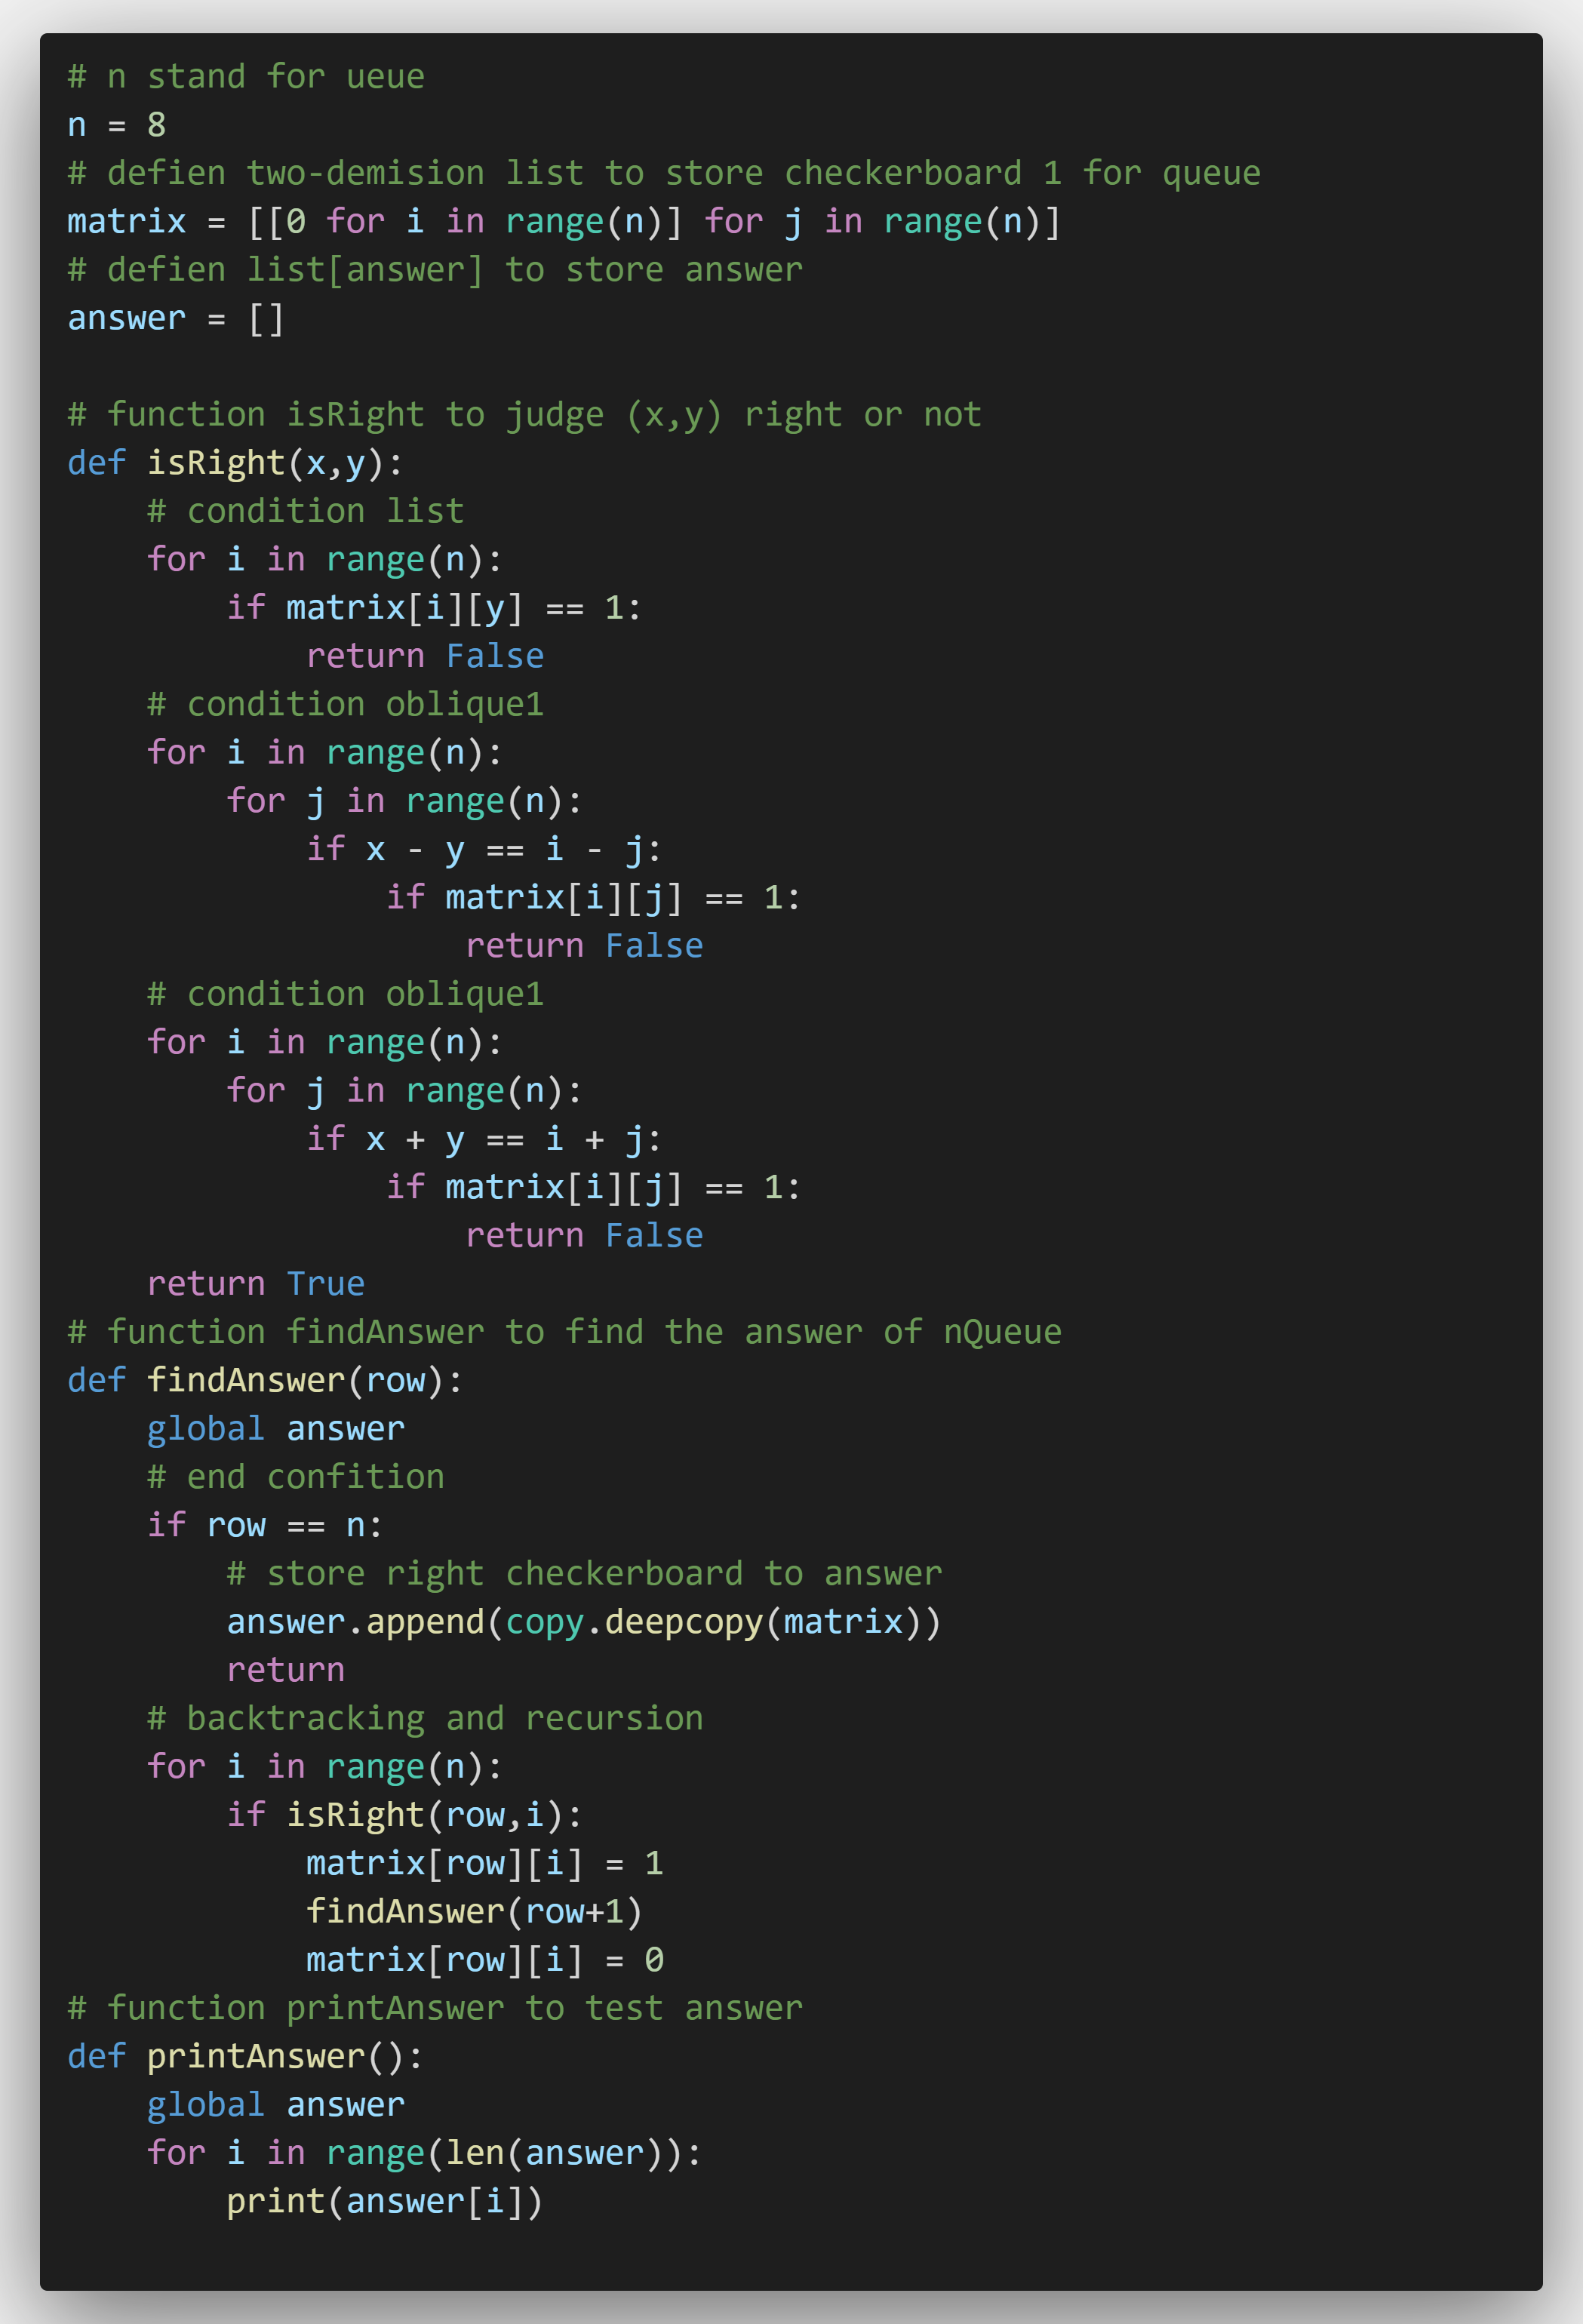 # n stand for ueue
n = 8
# defien two-demision list to store checkerboard 1 for queue
matrix = [[0 for i in range(n)] for j in range(n)]
# defien list[answer] to store answer
answer = []

# function isRight to judge (x,y) right or not
def isRight(x,y):
    # condition list
    for i in range(n):
        if matrix[i][y] == 1:
            return False
    # condition oblique1
    for i in range(n):
        for j in range(n):
            if x - y == i - j:
                if matrix[i][j] == 1:
                    return False
    # condition oblique1
    for i in range(n):
        for j in range(n):
            if x + y == i + j:
                if matrix[i][j] == 1:
                    return False
    return True
# function findAnswer to find the answer of nQueue
def findAnswer(row):
    global answer
    # end confition
    if row == n:
        # store right checkerboard to answer
        answer.append(copy.deepcopy(matrix))
        return
    # backtracking and recursion
    for i in range(n):
        if isRight(row,i):
            matrix[row][i] = 1
            findAnswer(row+1)
            matrix[row][i] = 0
# function printAnswer to test answer
def printAnswer():
    global answer
    for i in range(len(answer)):
        print(answer[i])